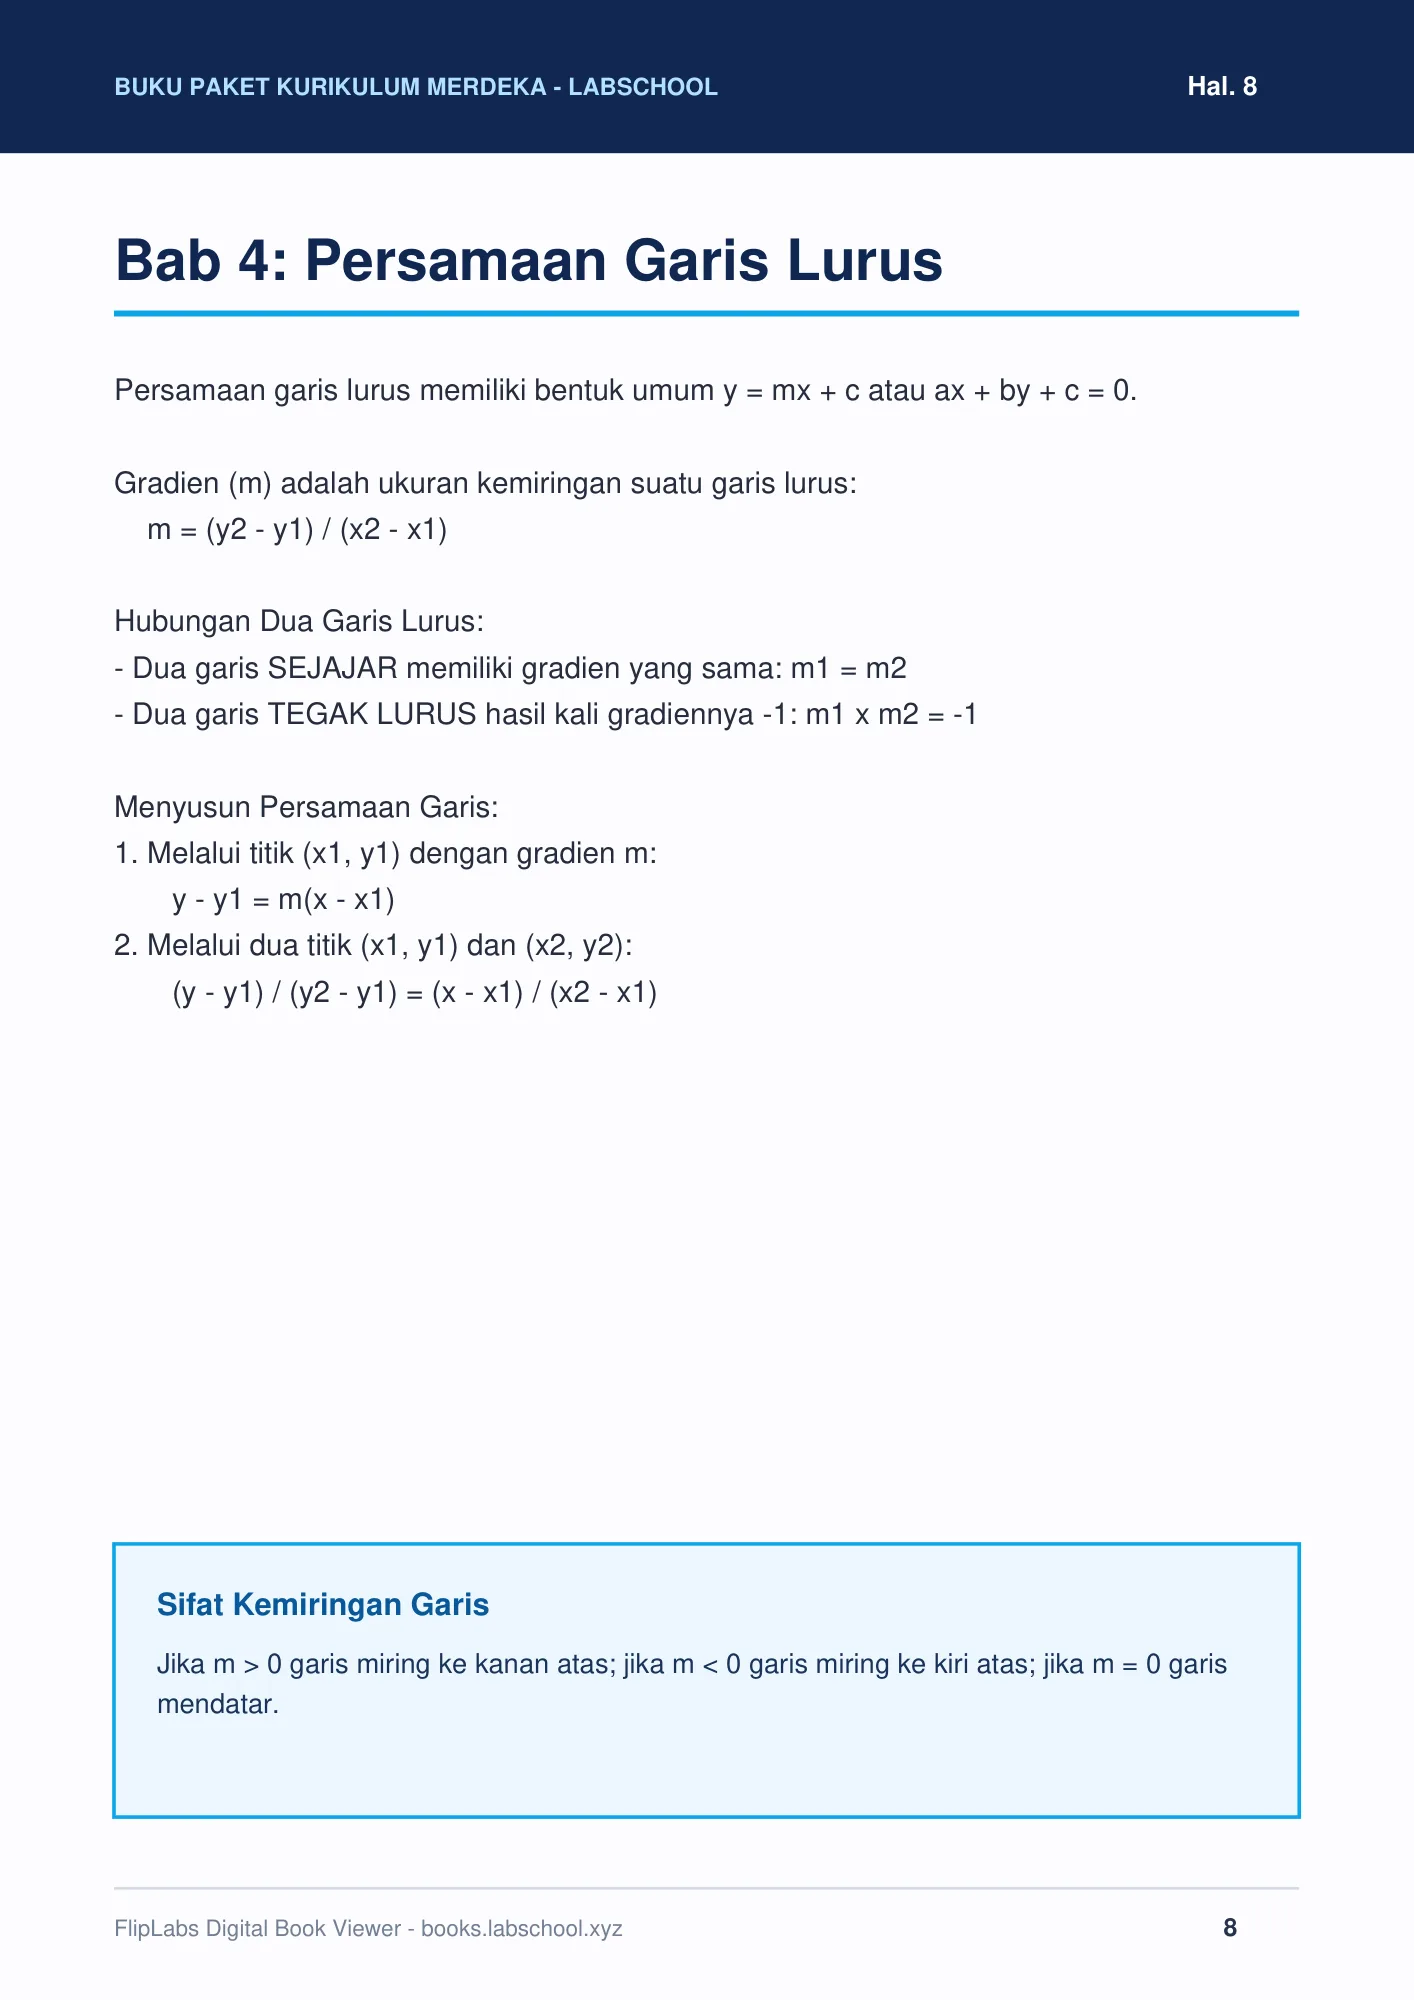 BUKU PAKET KURIKULUM MERDEKA - LABSCHOOL
Hal. 8
Bab 4: Persamaan Garis Lurus
Persamaan garis lurus memiliki bentuk umum y = mx + c atau ax + by + c = 0.
Gradien (m) adalah ukuran kemiringan suatu garis lurus:
m = (y2 - y1) / (x2 - x1)
Hubungan Dua Garis Lurus:
- Dua garis SEJAJAR memiliki gradien yang sama: m1 = m2
- Dua garis TEGAK LURUS hasil kali gradiennya -1: m1 x m2 = -1
Menyusun Persamaan Garis:
1. Melalui titik (x1, y1) dengan gradien m:
y - y1 = m(x - x1)
2. Melalui dua titik (x1, y1) dan (x2, y2):
(y - y1) / (y2 - y1) = (x - x1) / (x2 - x1)
Sifat Kemiringan Garis
Jika m > 0 garis miring ke kanan atas; jika m < 0 garis miring ke kiri atas; jika m = 0 garis
mendatar.
FlipLabs Digital Book Viewer - books.labschool.xyz
8